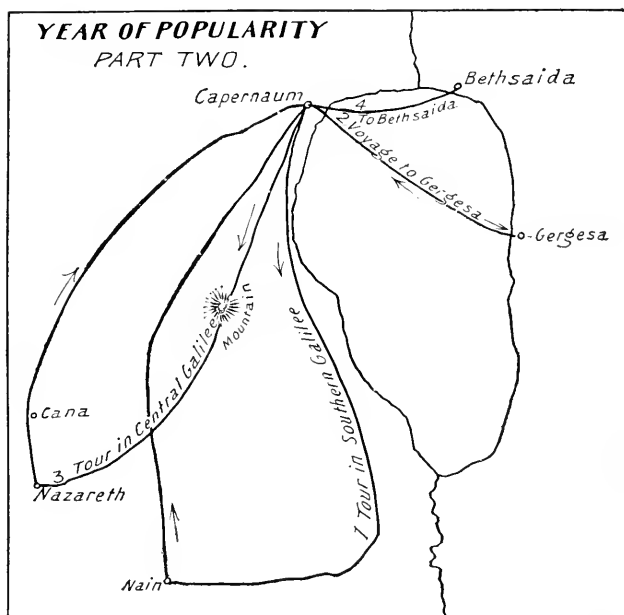 YEAR OF POPULARITY
PART TWO.
Bethsaida
Capernaum
4
To Bethsaida
2 Voyage to Gergesa
Gergesa
Mountain
Cana
3 Tour in Central Galilee
1 Tour in Southern Galilee
Nazareth
Nain